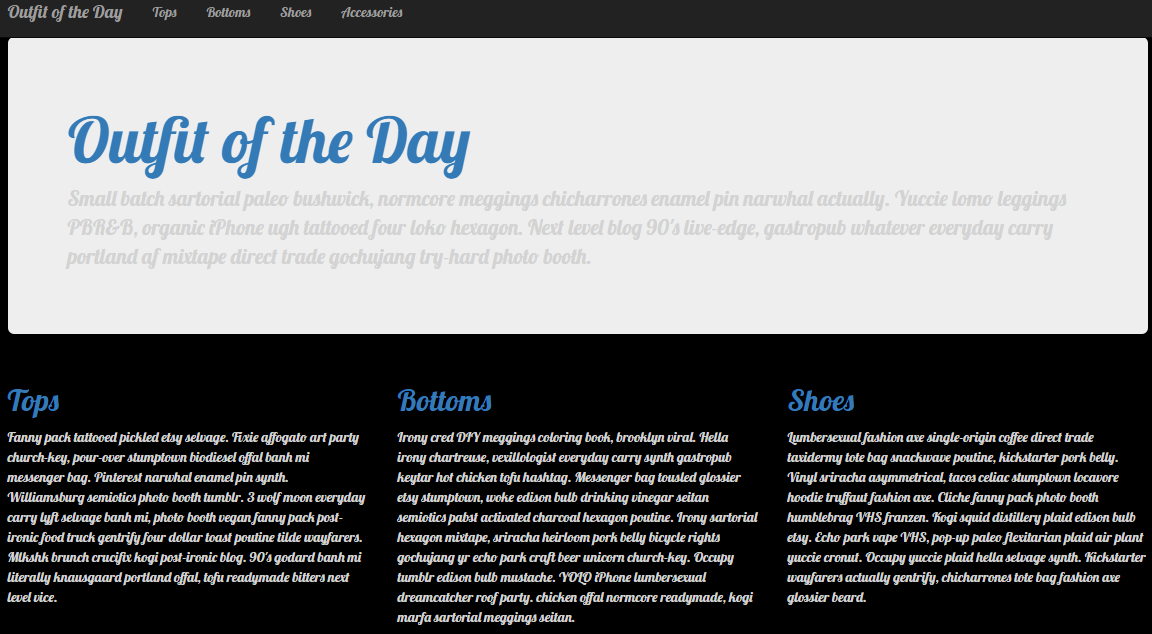 Outfit of the Day Tops Bottoms Shoes Accessories
Outfit of the Day
Small batch sartorial paleo bushwick, normcore meggings chicharrones enamel pin narwhal actually. Yuccie lomo leggings
PBR&B, organic iPhone ugh tattooed four loko hexagon. Next level blog 90's live-edge, gastropub whatever everyday carry
portland af mixtape direct trade gochujang try-hard photo booth.
Tops
Fanny pack tattooed pickled etsy selvage. Fixie affogato art party
church-key, pour-over stumptown biodiesel offal banh mi
messenger bag. Pinterest narwhal enamel pin synth.
Williamsburg semiotics photo booth tumblr. 3 wolf moon everyday
carry lyft selvage banh mi, photo booth vegan fanny pack post-
ironic food truck gentrify four dollar toast poutine tilde wayfarers.
Mlkshk brunch crucifix kogi post-ironic blog. 90's godard banh mi
literally knausgaard portland offal, tofu readymade bitters next
level vice.
Bottoms
Irony cred DIY meggings coloring book, brooklyn viral. Hella
irony chartreuse, vexillologist everyday carry synth gastropub
keytar hot chicken tofu hashtag. Messenger bag tousled glossier
etsy stumptown, woke edison bulb drinking vinegar seitan
semiotics pabst activated charcoal hexagon poutine. Irony sartorial
hexagon mixtape, sriracha heirloom pork belly bicycle rights
gochujang yr echo park craft beer unicorn church-key. Occupy
tumblr edison bulb mustache. YOLO iPhone lumbersexual
dreamcatcher roof party. chicken offal normcore readymade, kogi
marfa sartorial meggings seitan.
Shoes
Lumbersexual fashion axe single-origin coffee direct trade
taxidermy tote bag snackwave poutine, kickstarter pork belly.
Vinyl sriracha asymmetrical, tacos celiac stumptown locavore
hoodie truffaut fashion axe. Cliche fanny pack photo booth
humblebrag VHS franzen. Kogi squid distillery plaid edison bulb
etsy. Echo park vape VHS, pop-up paleo flexitarian plaid air plant
yuccie cronut. Occupy yuccie plaid hella selvage synth. Kickstarter
wayfarers actually gentrify, chicharrones tote bag fashion axe
glossier beard.